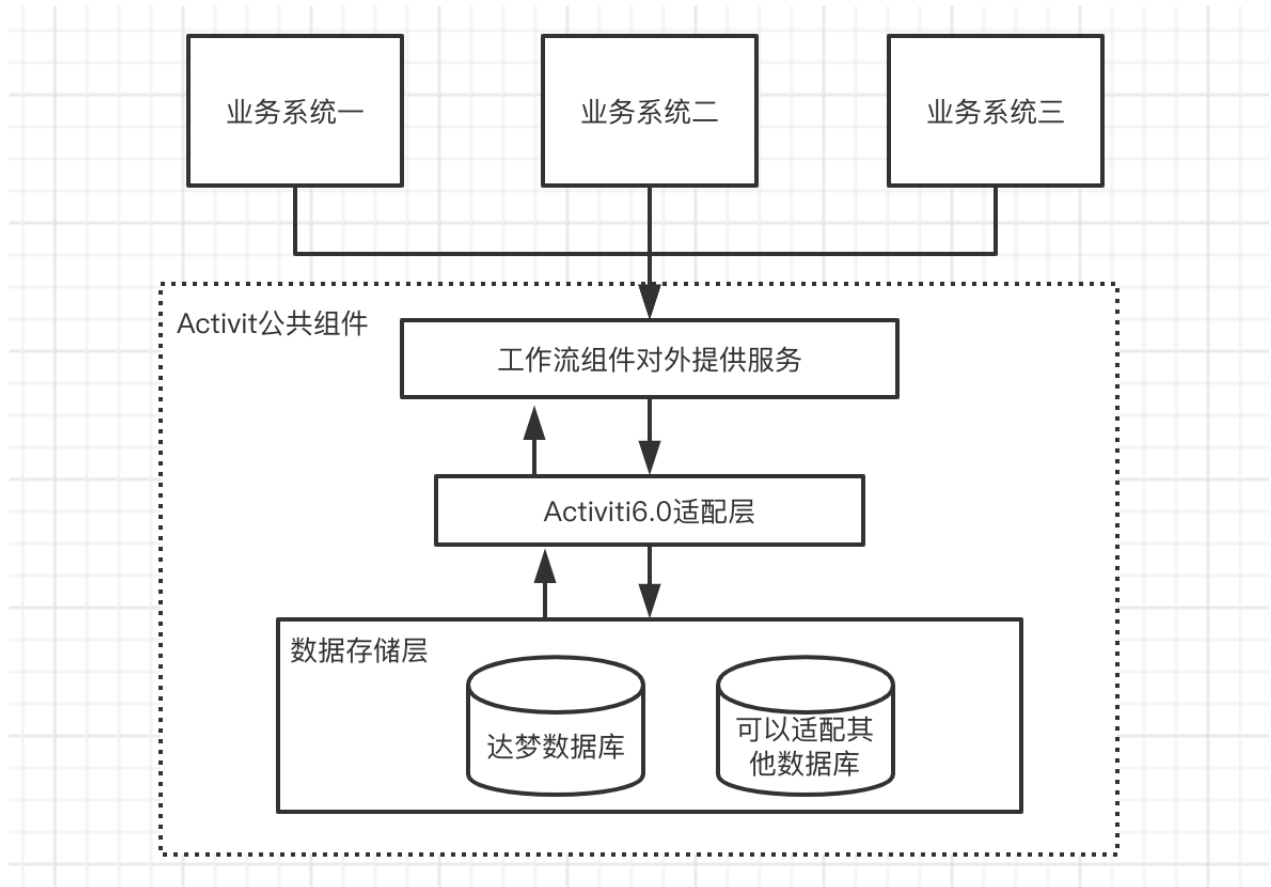 业务系统一
业务系统二
业务系统三
Activit公共组件
工作流组件对外提供服务
Activiti6.0适配层
数据存储层
达梦数据库
可以适配其
他数据库